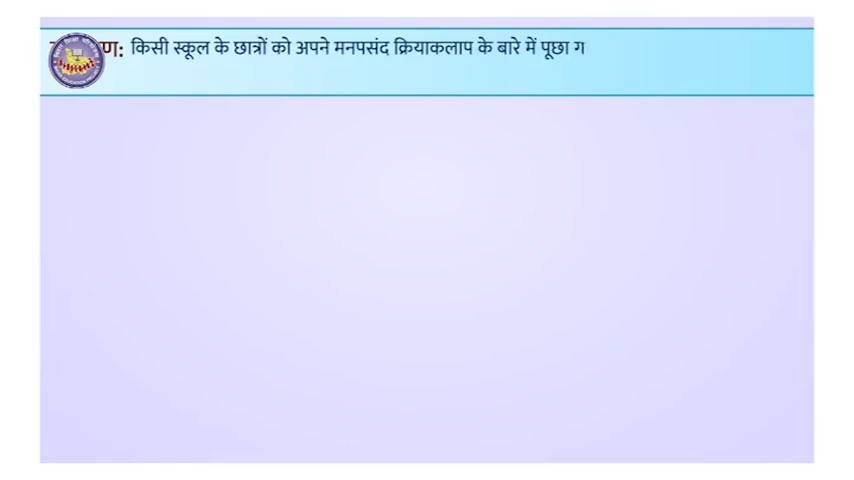 किसी स्कूल के छात्रों को अपने मनपसंद क्रियाकलाप के बारे में पूछा ग